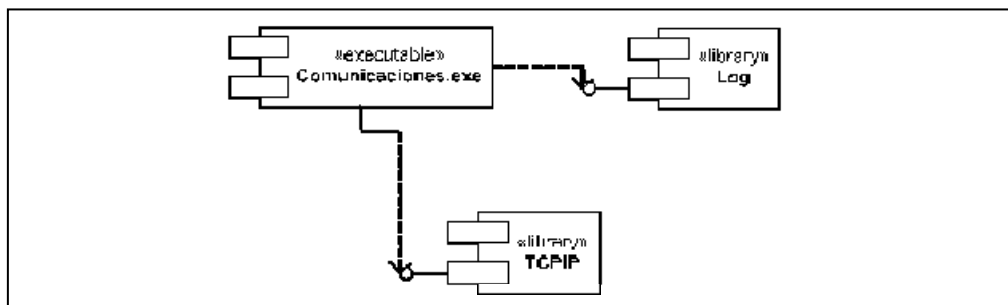 «executable»
Comunicaciones.exe
«library»
Log
«library»
TCPIP